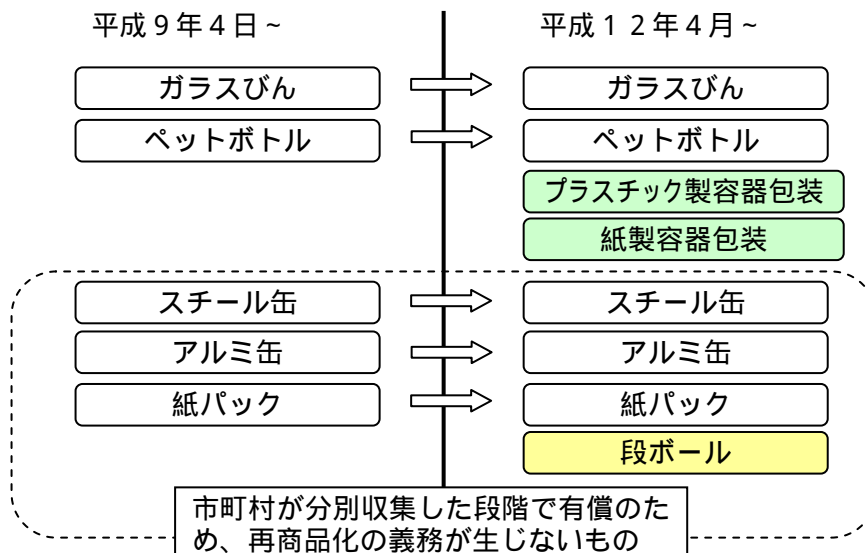 平成９年４日~ 平成１２年４月~
ガラスびん ガラスびん
ペットボトル ペットボトル
プラスチック製容器包装
紙製容器包装
スチール缶 スチール缶
アルミ缶 アルミ缶
紙パック 紙パック
段ボール
市町村が分別収集した段階で有償のた
め、再商品化の義務が生じないもの